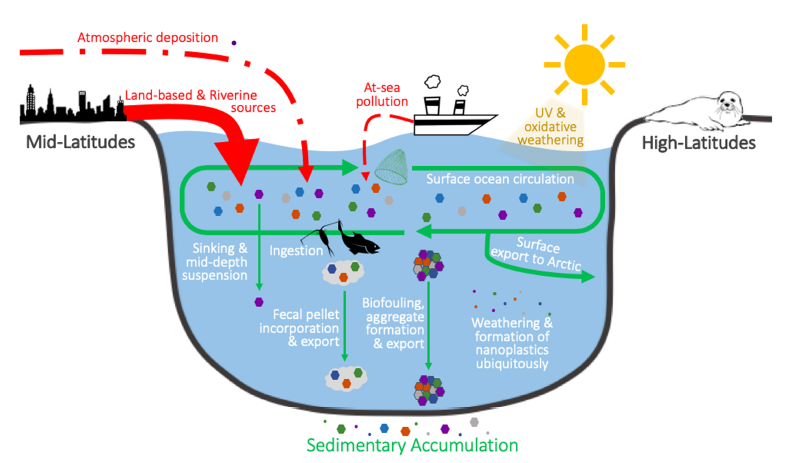 Atmospheric deposition
Land-based & Riverine
sources
At-sea
pollution
UV &
oxidative
weathering
Mid-Latitudes
High-Latitudes
Surface ocean circulation
Sinking &
mid-depth
suspension
Ingestion
Surface
export to Arctic
Fecal pellet
incorporation
& export
Biofouling,
aggregate
formation
& export
Weathering &
formation of
nanoplastics
ubiquitously
Sedimentary Accumulation